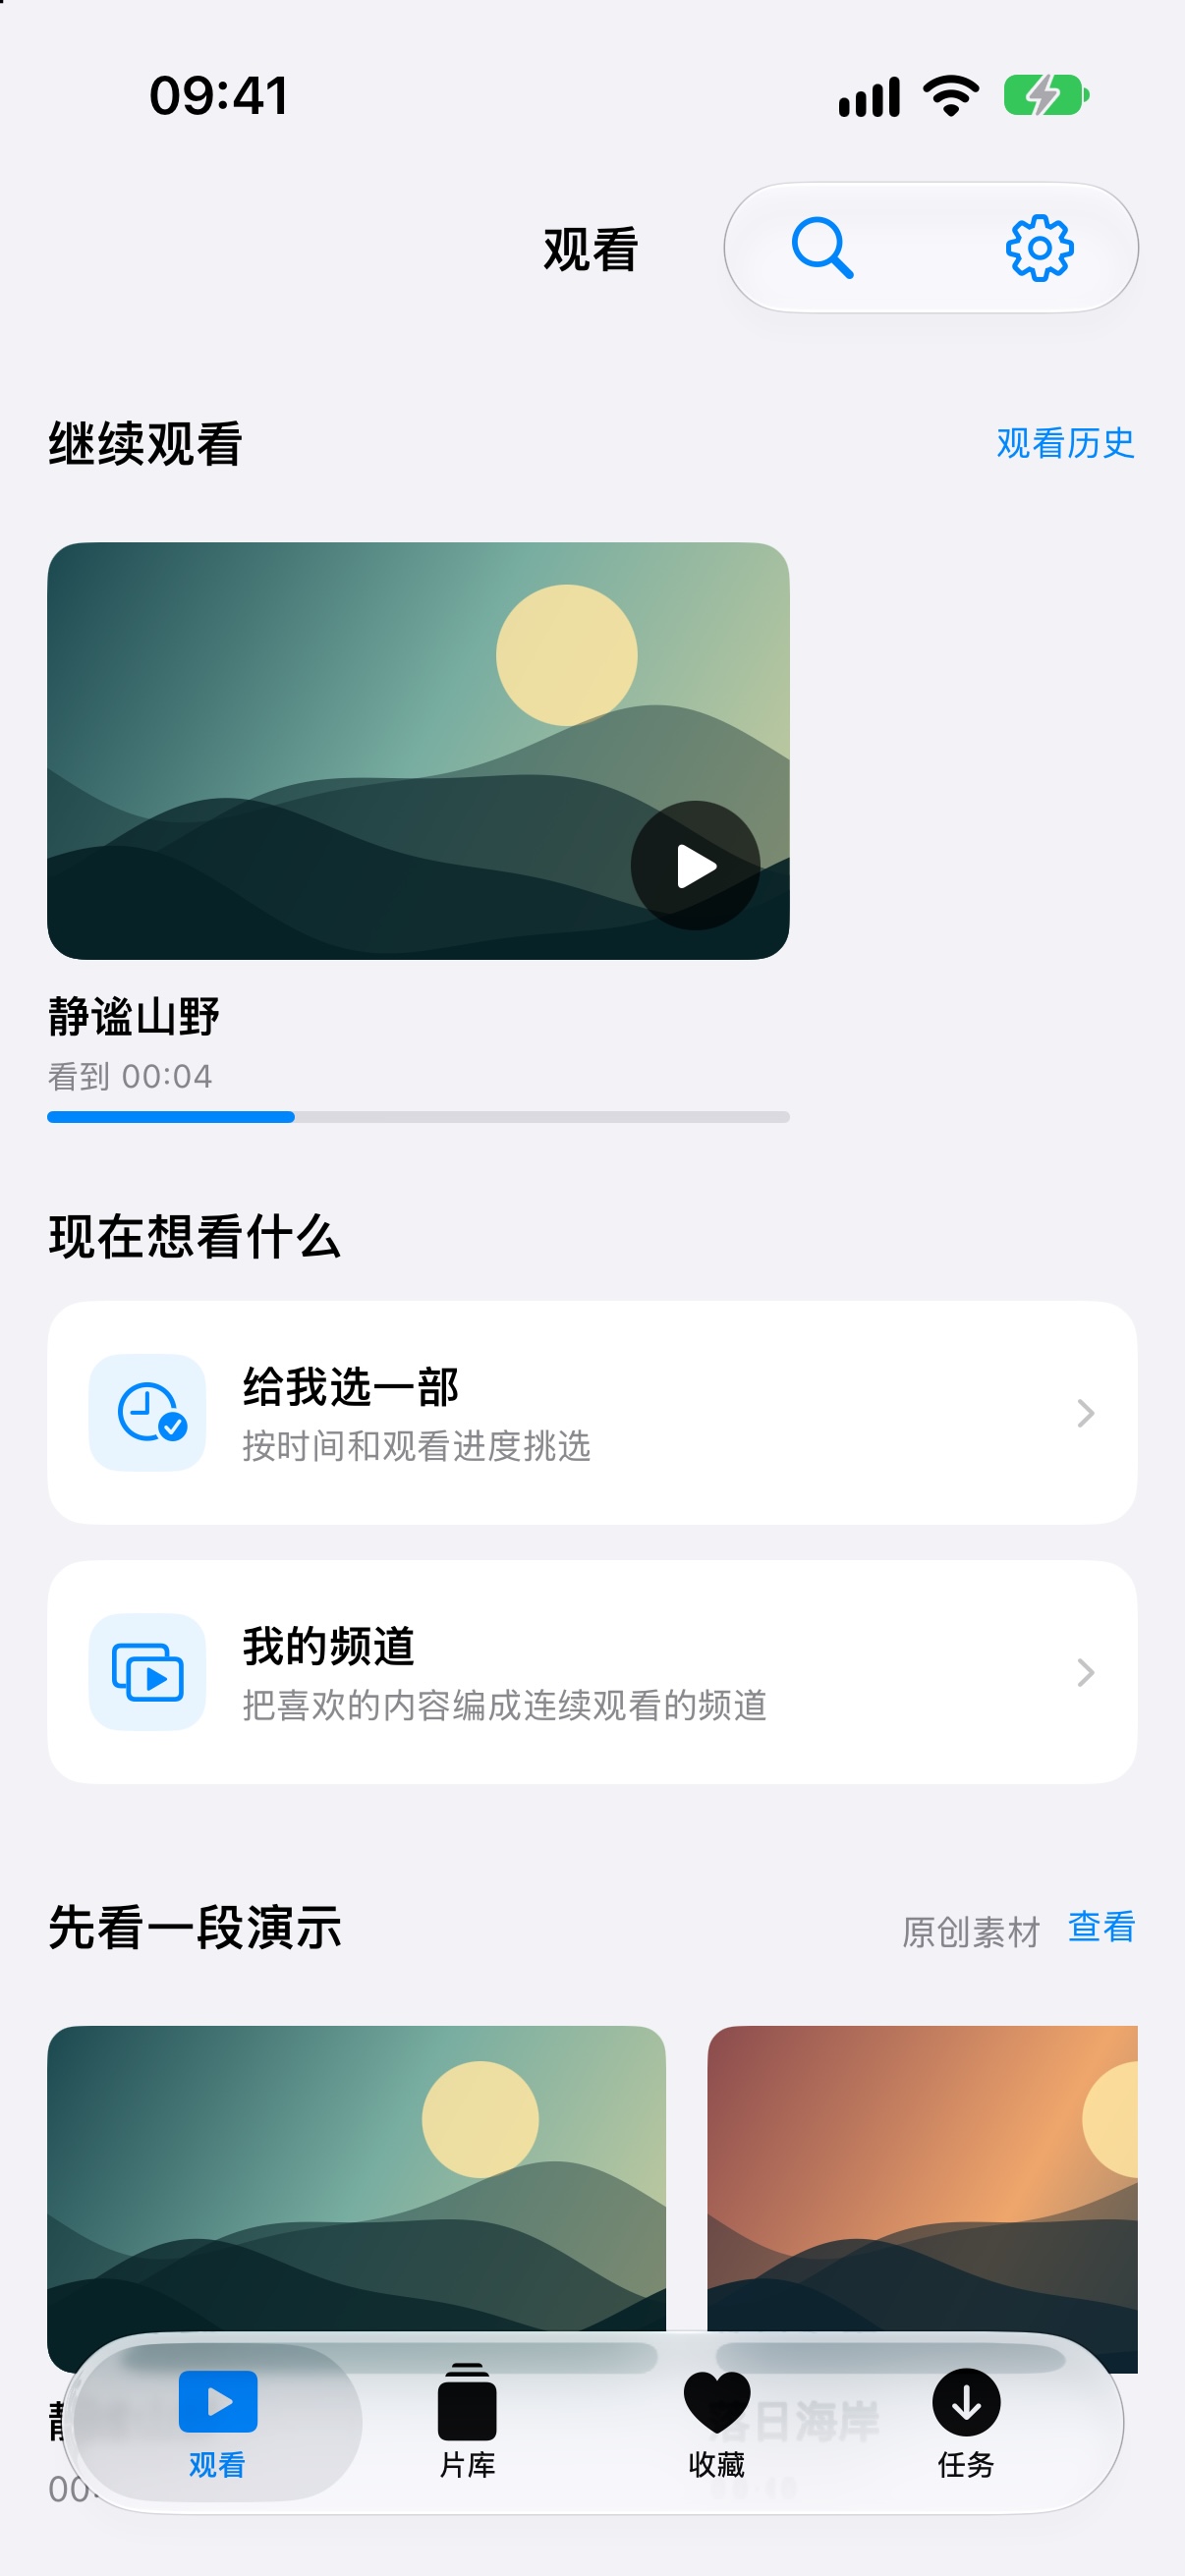 09:41
观看
继续观看
观看历史
静谧山野
看到 00:04
现在想看什么
给我选一部
按时间和观看进度挑选
我的频道
把喜欢的内容编成连续观看的频道
先看一段演示
原创素材 查看
落日海岸
观看
片库
收藏
任务